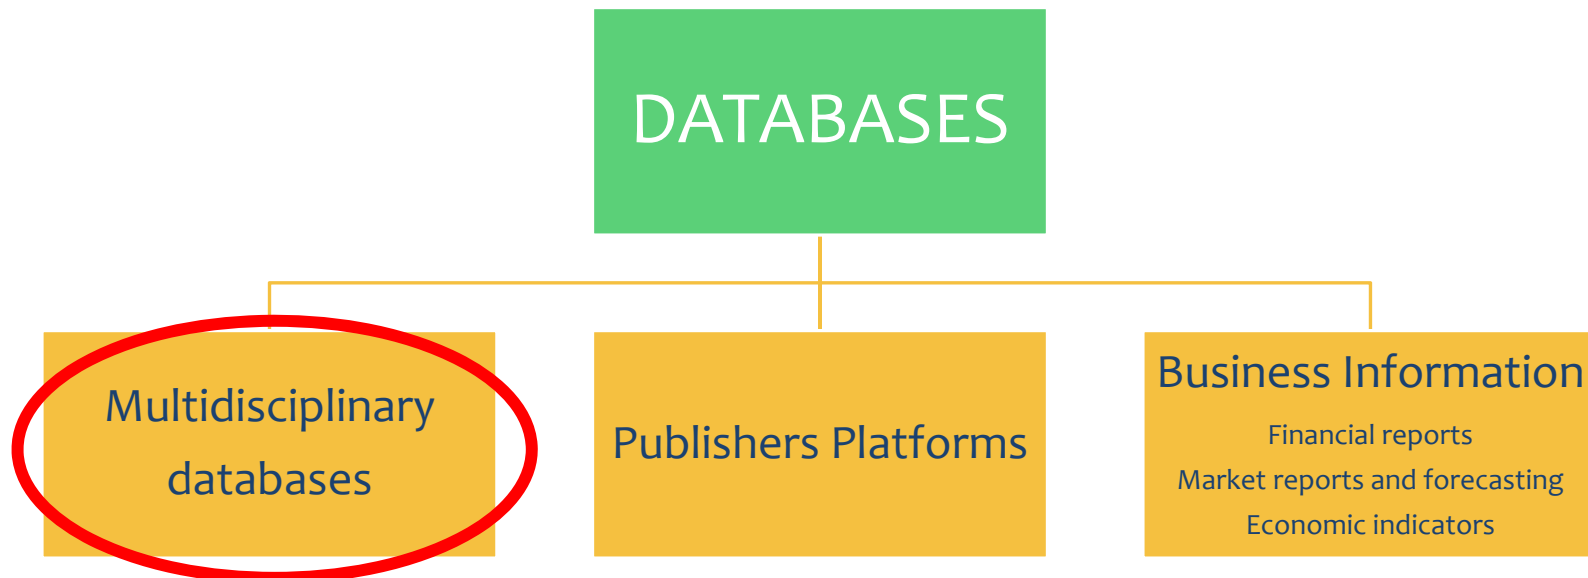 DATABASES
Multidisciplinary
databases
Publishers Platforms
Business Information
Financial reports
Market reports and forecasting
Economic indicators